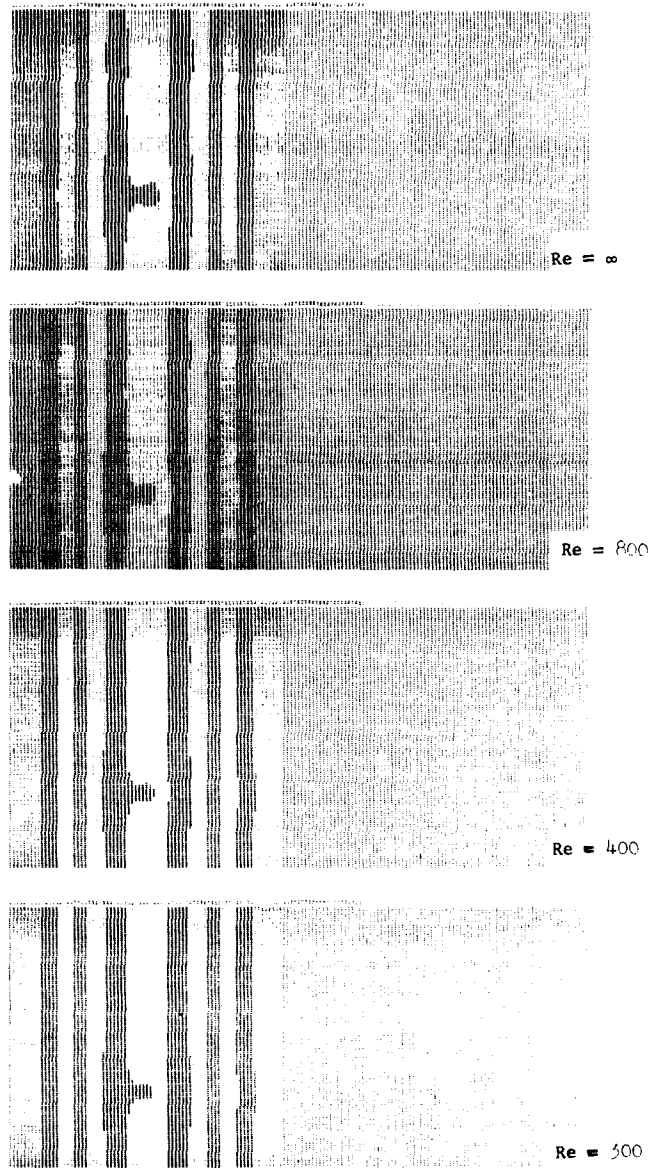 Re = ∞
Re = 800
Re = 400
Re = 300